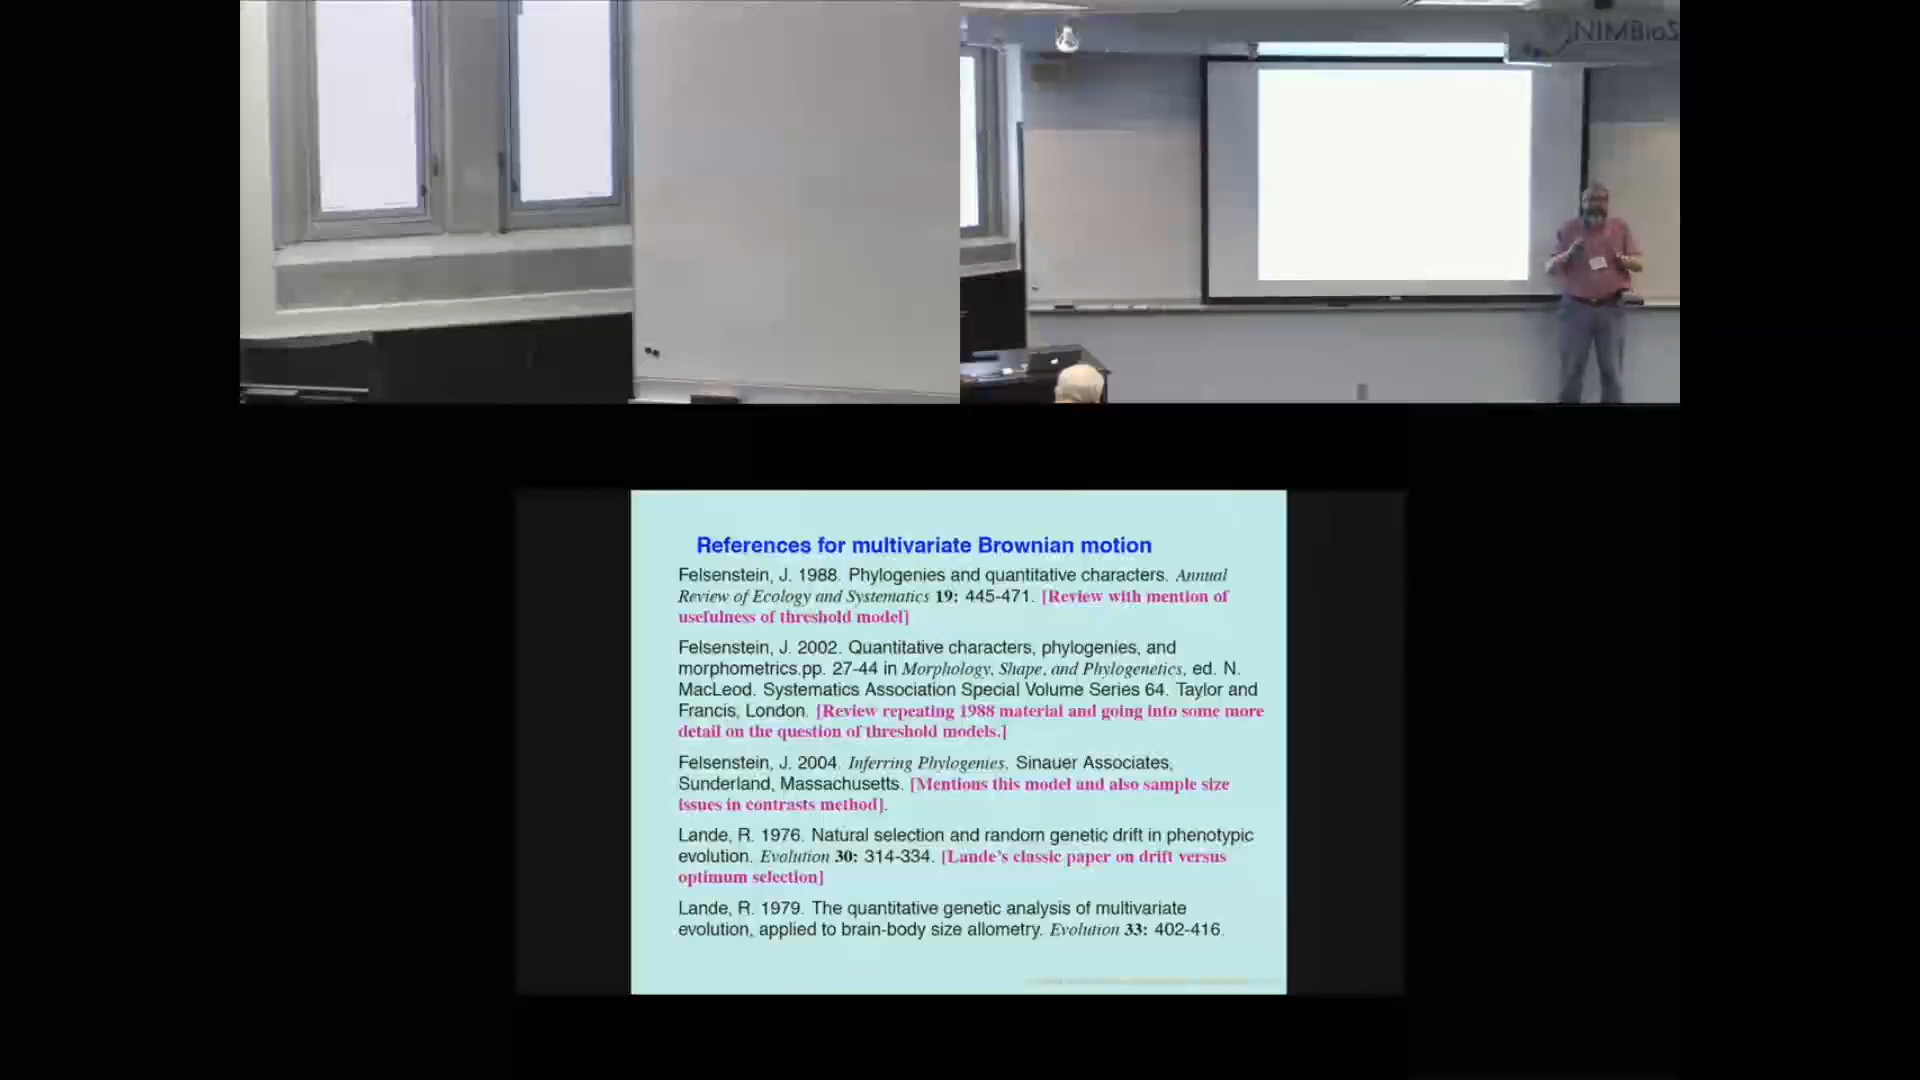 NIMBioS
References for multivariate Brownian motion
Felsenstein, J. 1988. Phylogenies and quantitative characters. Annual
Review of Ecology and Systematics 19: 445-471. [Review with mention of
usefulness of threshold model]
Felsenstein, J. 2002. Quantitative characters, phylogenies, and
morphometrics.pp. 27-44 in Morphology, Shape, and Phylogenetics, ed. N.
MacLeod. Systematics Association Special Volume Series 64. Taylor and
Francis, London. [Review repeating 1988 material and going into some more
detail on the question of threshold models.]
Felsenstein, J. 2004. Inferring Phylogenies. Sinauer Associates,
Sunderland, Massachusetts. [Mentions this model and also sample size
issues in contrasts method].
Lande, R. 1976. Natural selection and random genetic drift in phenotypic
evolution. Evolution 30: 314-334. [Lande's classic paper on drift versus
optimum selection]
Lande, R. 1979. The quantitative genetic analysis of multivariate
evolution, applied to brain-body size allometry. Evolution 33: 402-416.